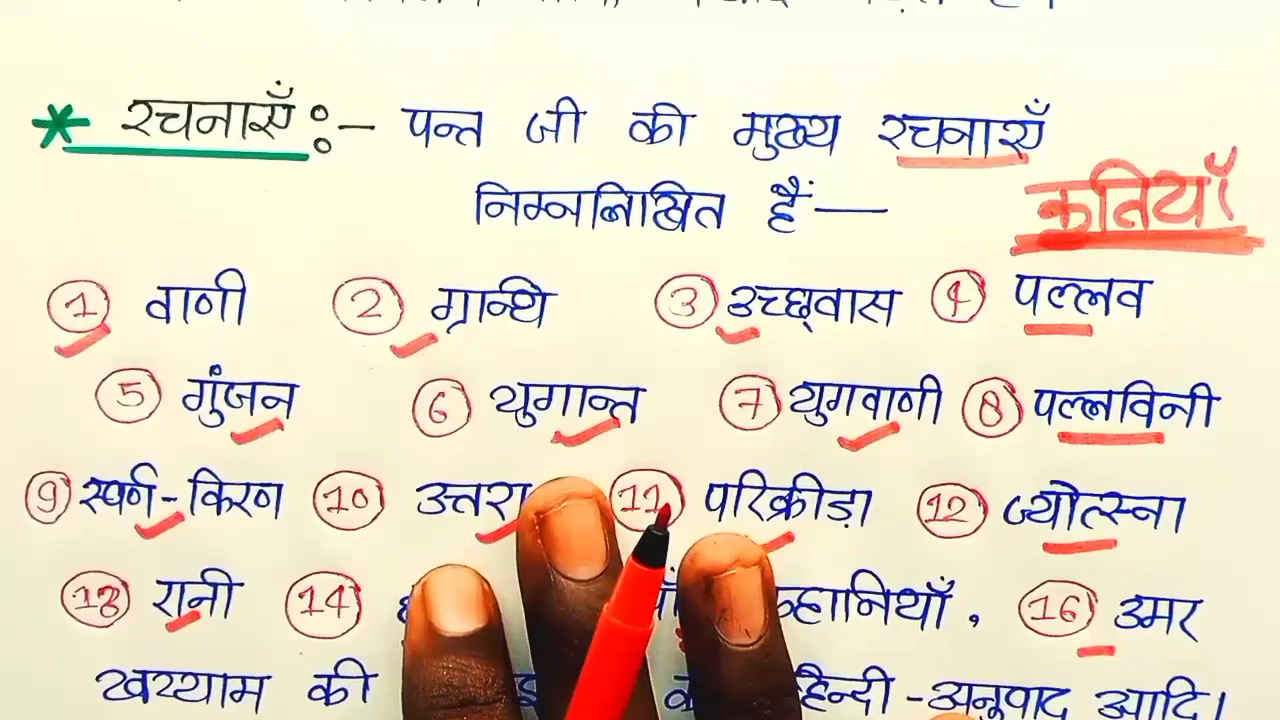 * रचनाएँ :- पन्त जी की मुख्य रचनाएँ
निम्नलिखित हैं—
कृतियाँ
1 वाणी 2 ग्रन्थि 3 उच्छ्वास 4 पल्लव
5 गुंजन 6 युगान्त 7 युगवाणी 8 पल्लविनी
9 स्वर्ण-किरण 10 उत्तरा 11 परिक्रीड़ा 12 ज्योत्स्ना
13 रानी 14 कहानियाँ, 16 उमर
खय्याम की हिन्दी-अनुवाद आदि।